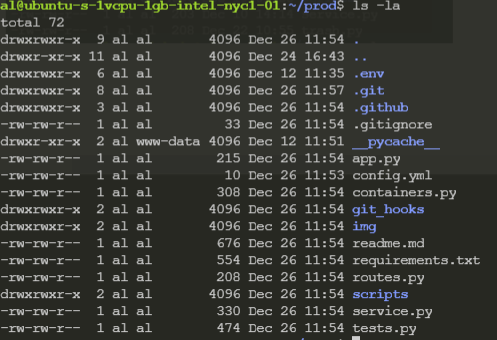 al@ubuntu-s-1vcpu-1gb-intel-nyc1-01:~/prod$ ls -la
total 72
drwxrwxr-x 9 al al 4096 Dec 26 11:54 .
drwxr-xr-x 11 al al 4096 Dec 24 16:43 ..
drwxrwxr-x 6 al al 4096 Dec 12 11:35 .env
drwxrwxr-x 8 al al 4096 Dec 26 11:57 .git
drwxrwxr-x 3 al al 4096 Dec 26 11:54 .github
-rw-rw-r-- 1 al al 33 Dec 26 11:54 .gitignore
drwxr-xr-x 2 al www-data 4096 Dec 12 11:51 __pycache__
-rw-rw-r-- 1 al al 215 Dec 26 11:54 app.py
-rw-rw-r-- 1 al al 10 Dec 26 11:53 config.yml
-rw-rw-r-- 1 al al 308 Dec 26 11:54 containers.py
drwxrwxr-x 2 al al 4096 Dec 26 11:54 git_hooks
drwxrwxr-x 2 al al 4096 Dec 26 11:54 img
-rw-rw-r-- 1 al al 676 Dec 26 11:54 readme.md
-rw-rw-r-- 1 al al 554 Dec 26 11:54 requirements.txt
-rw-rw-r-- 1 al al 208 Dec 26 11:54 routes.py
drwxrwxr-x 2 al al 4096 Dec 26 11:54 scripts
-rw-rw-r-- 1 al al 330 Dec 26 11:54 service.py
-rw-rw-r-- 1 al al 474 Dec 26 11:54 tests.py